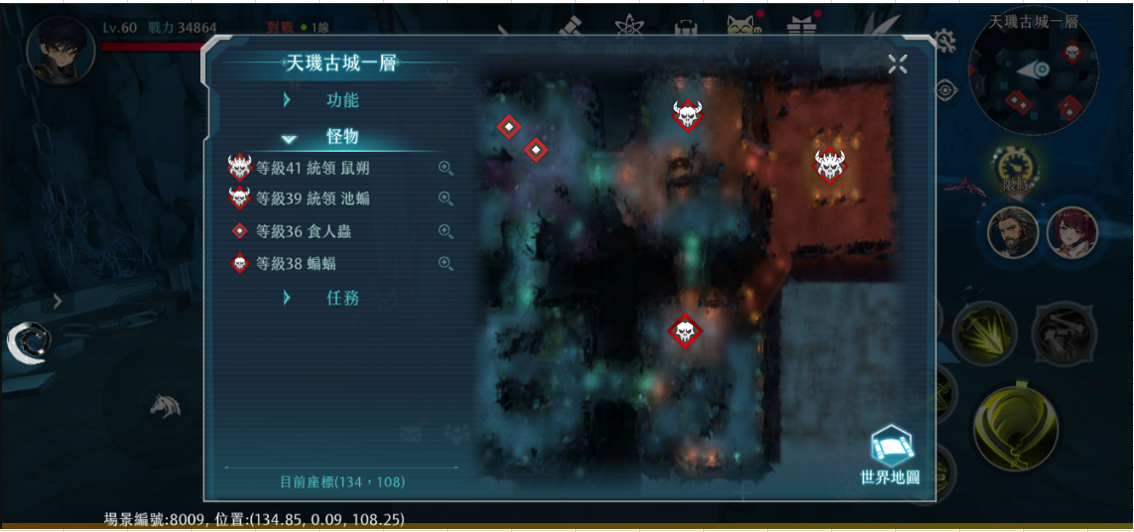 Lv.60 戰力 34864
對戰 1線
天璣古城一層
天璣古城一層
功能
怪物
等級41 統領 鼠朔
等級39 統領 池蝙
等級36 食人蟲
等級38 蝙蝠
任務
限時
世界地圖
目前座標(134，108)
場景編號:8009, 位置:(134.85, 0.09, 108.25)